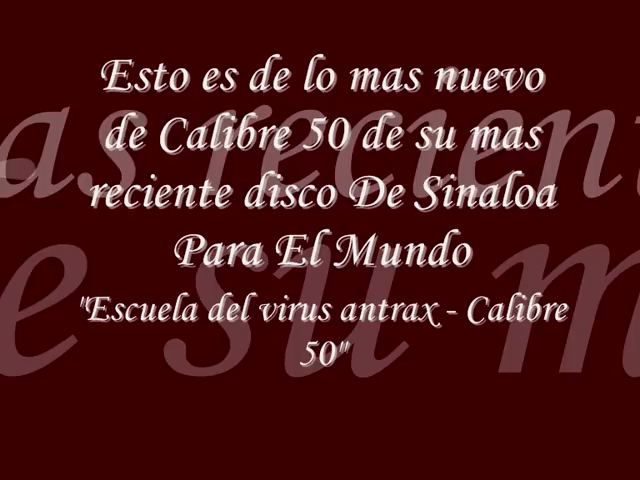 Esto es de lo mas nuevo
de Calibre 50 de su mas
reciente disco De Sinaloa
Para El Mundo
"Escuela del virus antrax - Calibre
50"